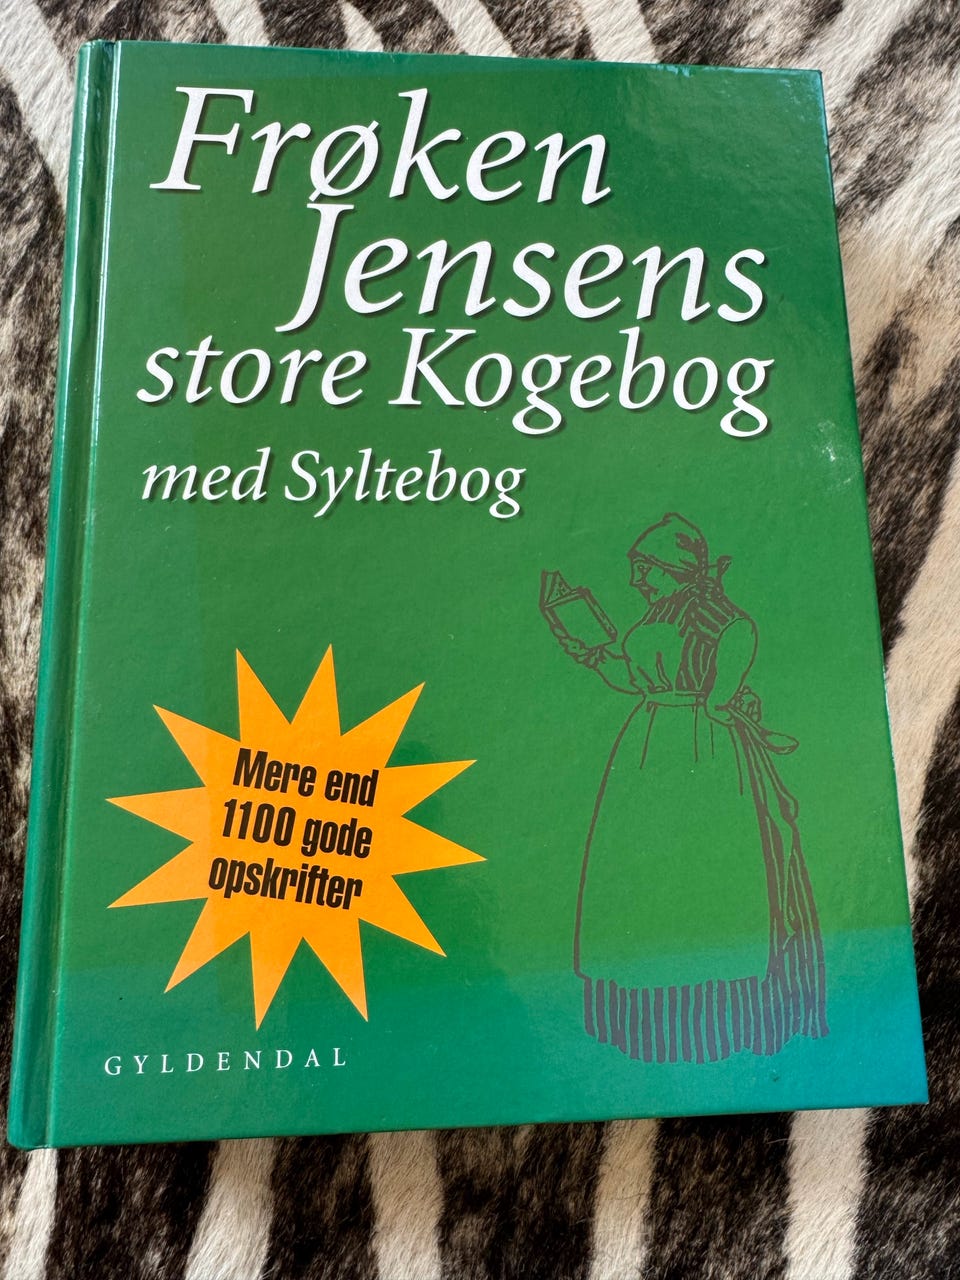 Frøken
Jensens
store Kogebog
med Syltebog
Mere end
1100 gode
opskrifter
GYLDENDAL